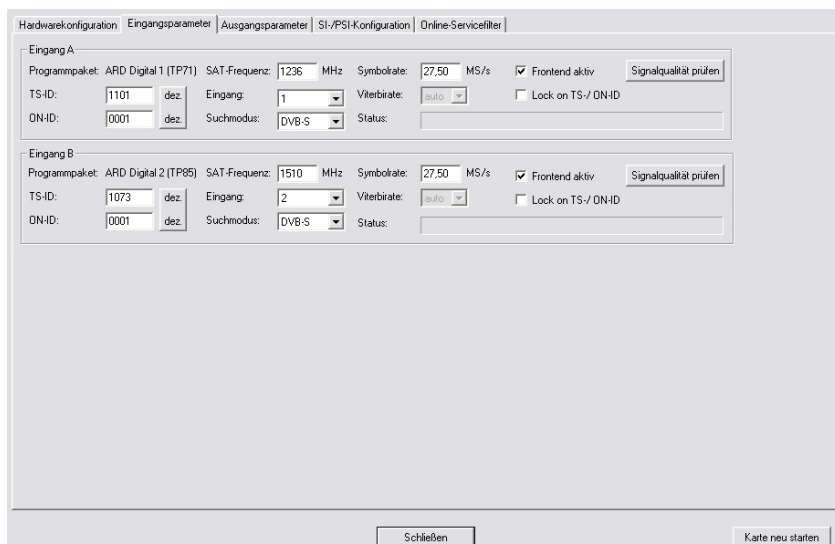 Hardwarekonfiguration Eingangsparameter Ausgangsparameter SI-/PSI-Konfiguration Online-Servicefilter
Eingang A
Programmpaket: ARD Digital 1 (TP71) SAT-Frequenz: 1236 MHz Symbolrate: 27,50 MS/s Frontend aktiv Signalqualität prüfen
TS-ID: 1101 dez. Eingang: 1 Viterbirate: auto Lock on TS-/ ON-ID
ON-ID: 0001 dez. Suchmodus: DVB-S Status:
Eingang B
Programmpaket: ARD Digital 2 (TP85) SAT-Frequenz: 1510 MHz Symbolrate: 27,50 MS/s Frontend aktiv Signalqualität prüfen
TS-ID: 1073 dez. Eingang: 2 Viterbirate: auto Lock on TS-/ ON-ID
ON-ID: 0001 dez. Suchmodus: DVB-S Status:
Schließen Karte neu starten